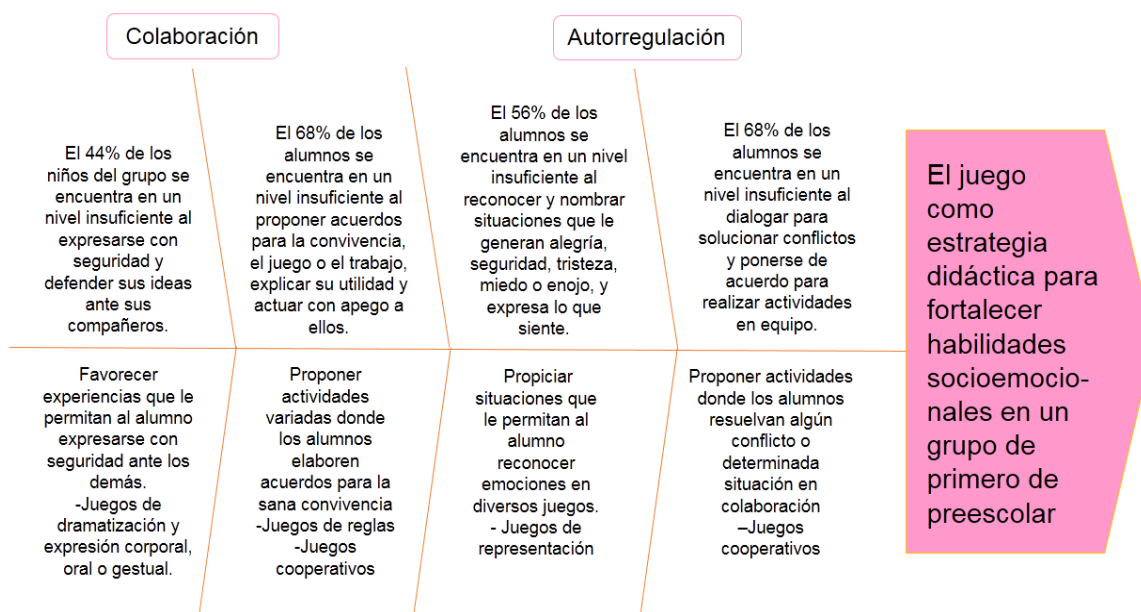 Colaboración
Autorregulación
El 44% de los
niños del grupo se
encuentra en un
nivel insuficiente al
expresarse con
seguridad y
defender sus ideas
ante sus
compañeros.
El 68% de los
alumnos se
encuentra en un
nivel insuficiente al
proponer acuerdos
para la convivencia,
el juego o el trabajo,
explicar su utilidad y
actuar con apego a
ellos.
El 56% de los
alumnos se
encuentra en un nivel
insuficiente al
reconocer y nombrar
situaciones que le
generan alegría,
seguridad, tristeza,
miedo o enojo, y
expresa lo que
siente.
El 68% de los
alumnos se
encuentra en un
nivel insuficiente al
dialogar para
solucionar conflictos
y ponerse de
acuerdo para
realizar actividades
en equipo.
Favorecer
experiencias que le
permitan al alumno
expresarse con
seguridad ante los
demás.
-Juegos de
dramatización y
expresión corporal,
oral o gestual.
Proponer
actividades
variadas donde
los alumnos
elaboren
acuerdos para la
sana convivencia
-Juegos de reglas
-Juegos
cooperativos
Propiciar
situaciones que
le permitan al
alumno
reconocer
emociones en
diversos juegos.
- Juegos de
representación
Proponer actividades
donde los alumnos
resuelvan algún
conflicto o
determinada
situación en
colaboración
–Juegos
cooperativos
El juego
como
estrategia
didáctica para
fortalecer
habilidades
socioemocio-
nales en un
grupo de
primero de
preescolar